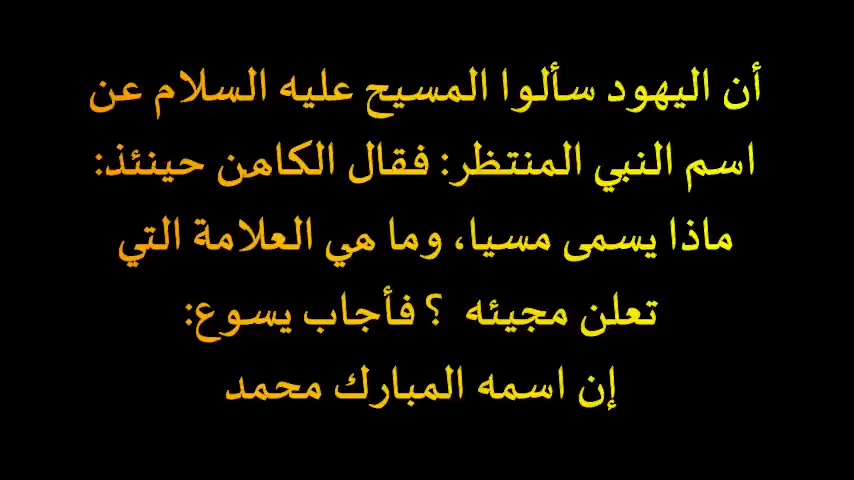 أن اليهود سألوا المسيح عليه السلام عن
اسم النبي المنتظر: فقال الكاهن حينئذ:
ماذا يسمى مسيا، وما هي العلامة التي
تعلن مجيئه ؟ فأجاب يسوع:
إن اسمه المبارك محمد